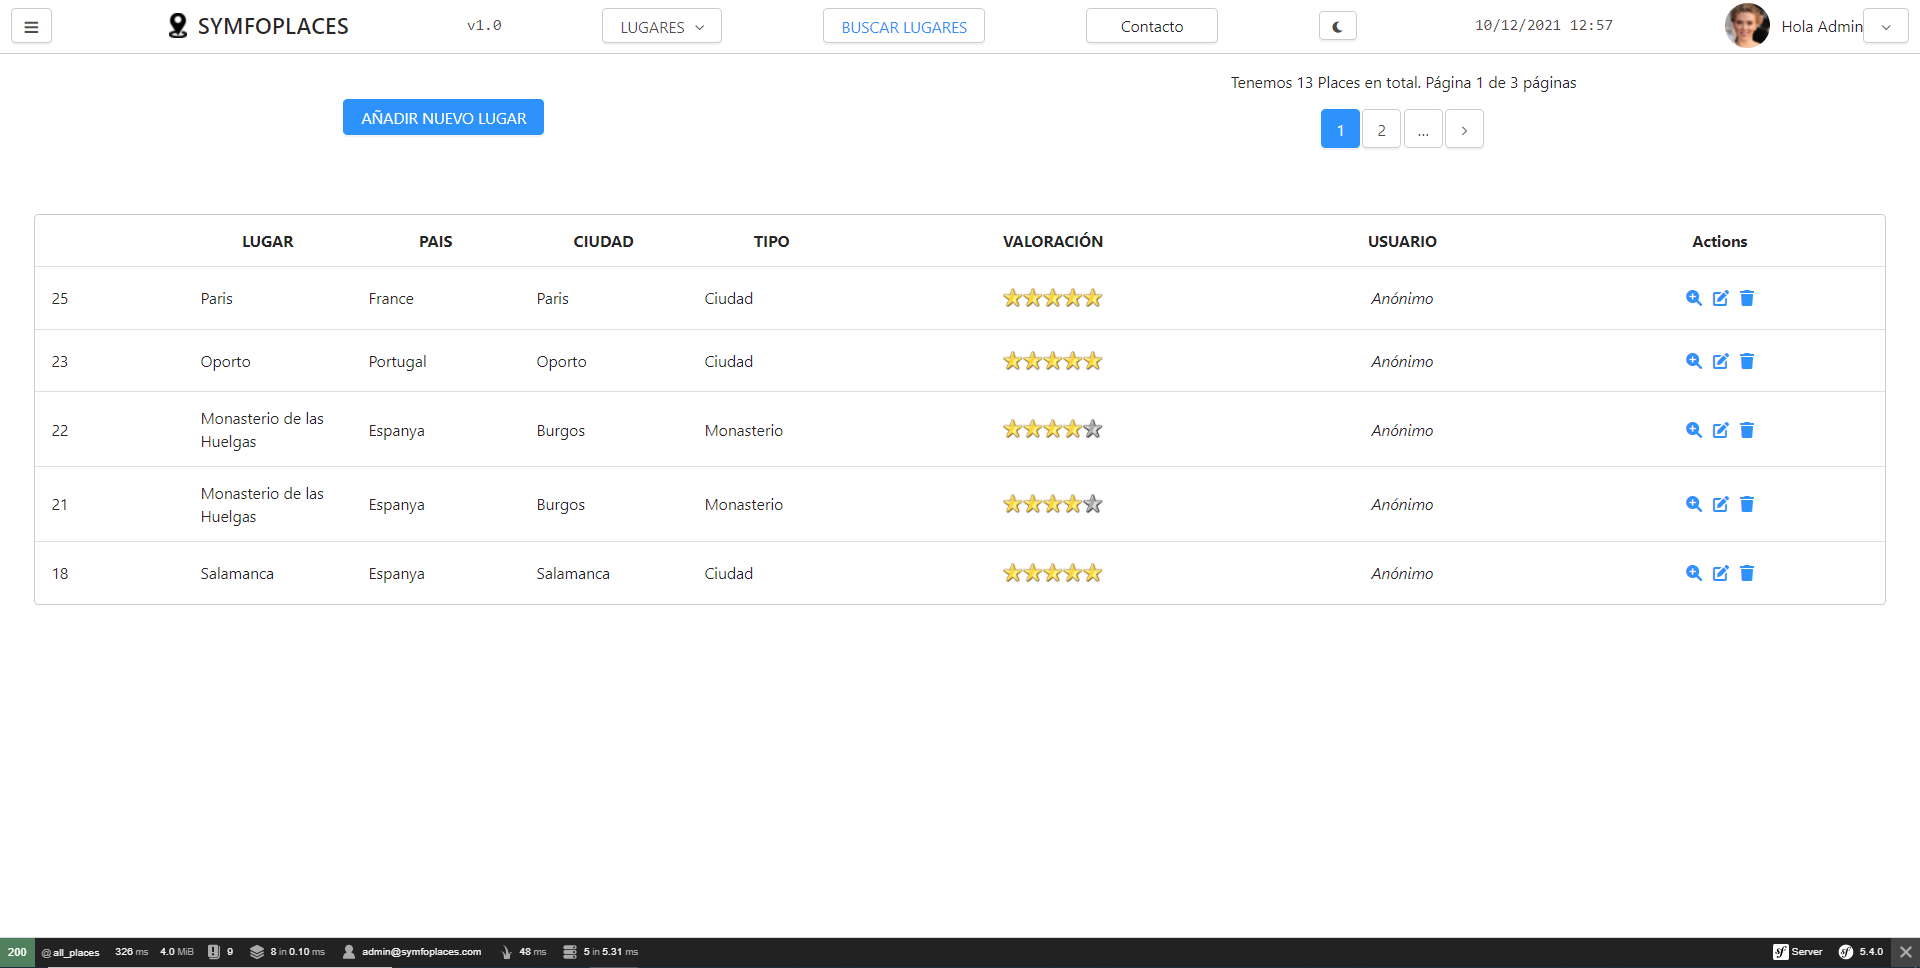 SYMFOPLACES
v1.0
LUGARES
BUSCAR LUGARES
Contacto
10/12/2021 12:57
Hola Admin
AÑADIR NUEVO LUGAR
Tenemos 13 Places en total. Página 1 de 3 páginas
1 2 ... >
LUGAR PAIS CIUDAD TIPO VALORACIÓN USUARIO Actions
25 Paris France Paris Ciudad Anónimo
23 Oporto Portugal Oporto Ciudad Anónimo
22 Monasterio de las Huelgas Espanya Burgos Monasterio Anónimo
21 Monasterio de las Huelgas Espanya Burgos Monasterio Anónimo
18 Salamanca Espanya Salamanca Ciudad Anónimo
200 @all_places 326 ms 4.0 MiB 9 8 in 0.10 ms admin@symfoplaces.com 48 ms 5 in 5.31 ms sf Server sf 5.4.0